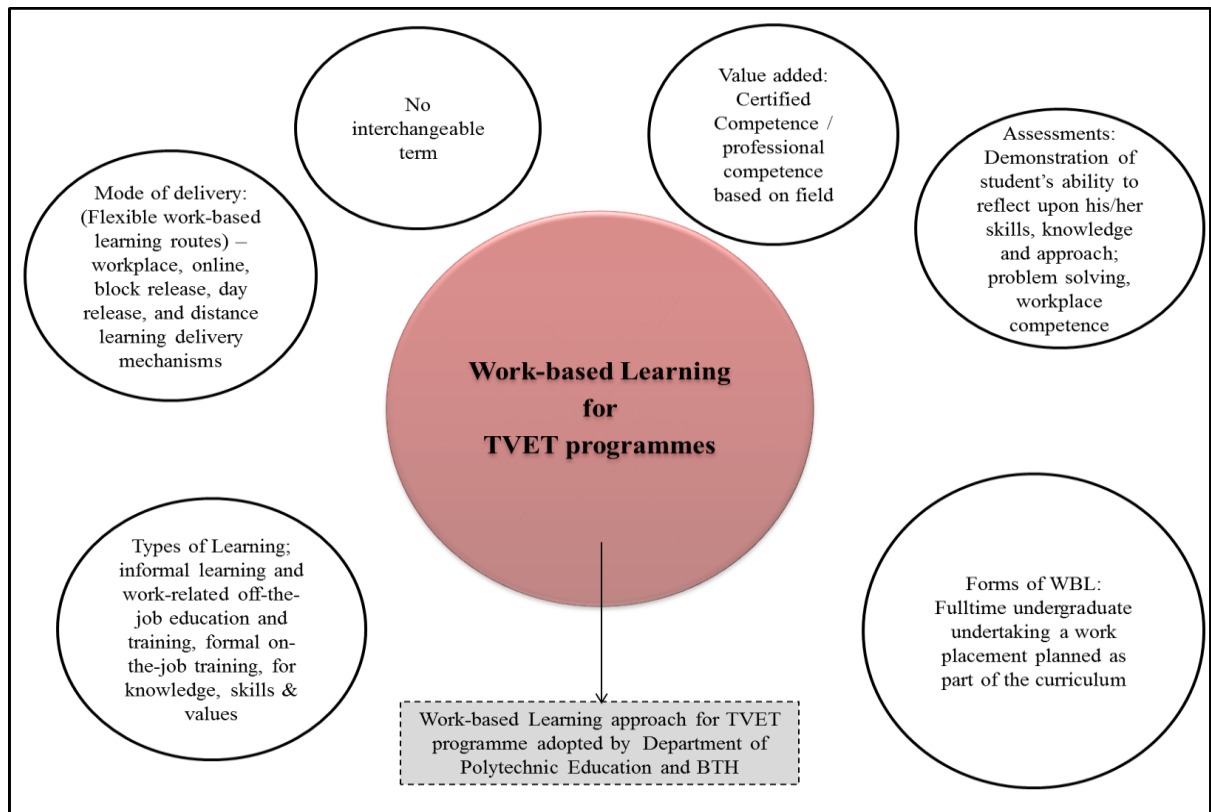 No
interchangeable
term
Value added:
Certified
Competence /
professional
competence
based on field
Assessments:
Demonstration of
student’s ability to
reflect upon his/her
skills, knowledge
and approach;
problem solving,
workplace
competence
Mode of delivery:
(Flexible work-based
learning routes) –
workplace, online,
block release, day
release, and distance
learning delivery
mechanisms
Work-based Learning
for
TVET programmes
Types of Learning;
informal learning and
work-related off-the-
job education and
training, formal on-
the-job training, for
knowledge, skills &
values
Forms of WBL:
Fulltime undergraduate
undertaking a work
placement planned as
part of the curriculum
Work-based Learning approach for TVET
programme adopted by Department of
Polytechnic Education and BTH